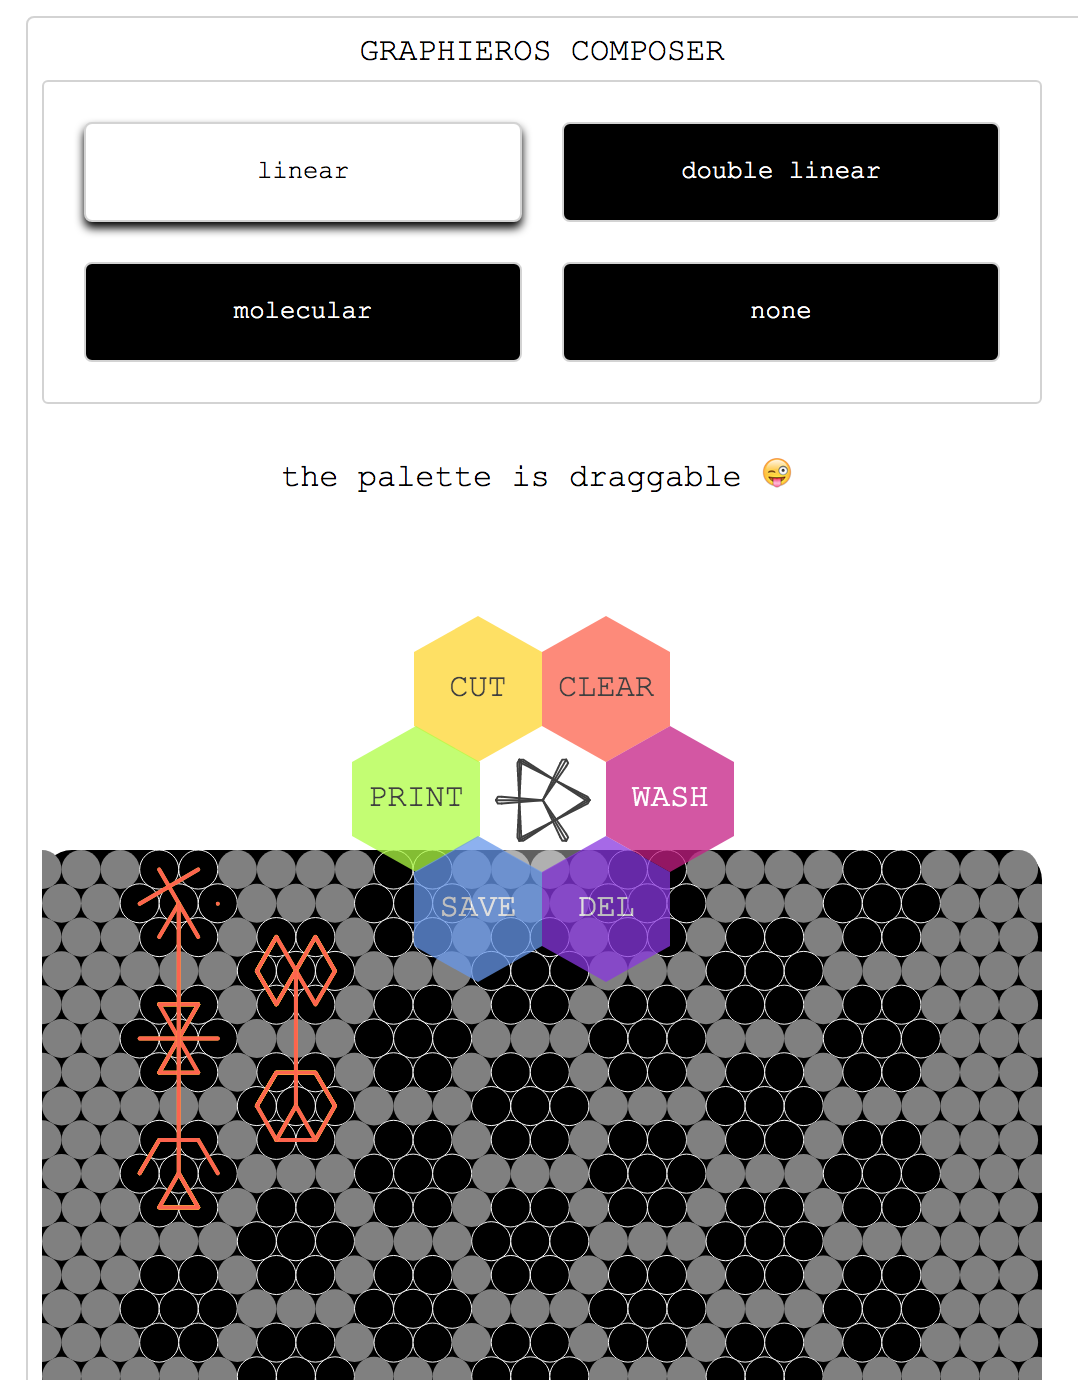 GRAPHIEROS COMPOSER
linear
double linear
molecular
none
the palette is draggable 😜
CUT
CLEAR
PRINT
WASH
SAVE
DEL